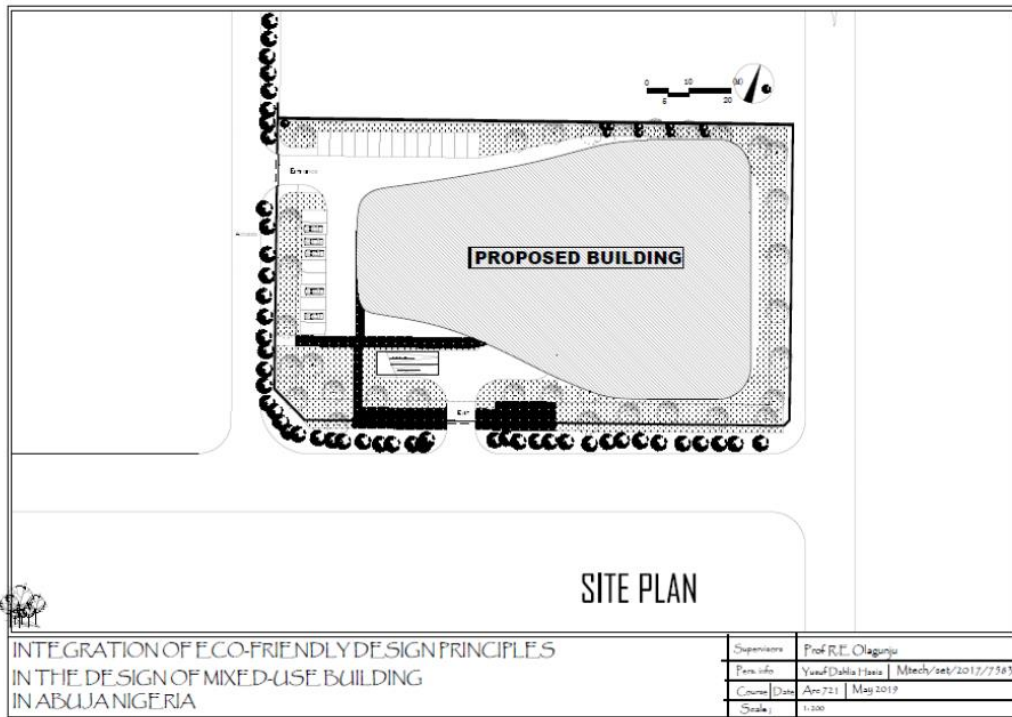 0 10 (M)
5 20
Entrance
PROPOSED BUILDING
Exit
SITE PLAN
INTEGRATION OF ECO-FRIENDLY DESIGN PRINCIPLES
IN THE DESIGN OF MIXED-USE BUILDING
IN ABUJA NIGERIA
Supervisors Prof R.E. Olagunju
Pers. info Yusuf Dahlia Hasia Mtech/set/2017/7383
Course Date Arc 721 May 2019
Scale; 1:200